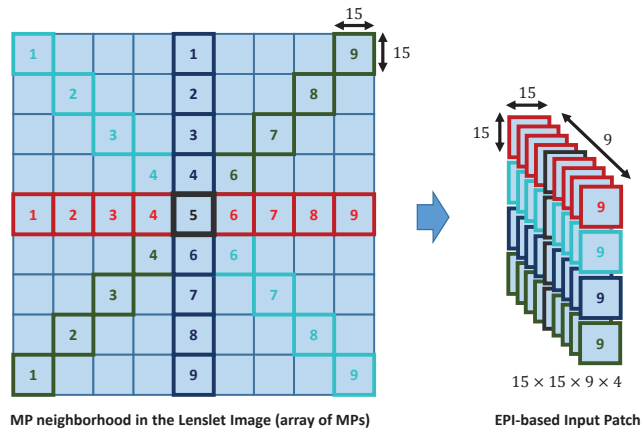 15
1 1 9 15
2 2 8
3 3 7
4 4 6
1 2 3 4 5 6 7 8 9
4 6 6
3 7 7
2 8 8
1 9 9
MP neighborhood in the Lenslet Image (array of MPs)
15
15
9
9
9
9
9
15 × 15 × 9 × 4
EPI-based Input Patch